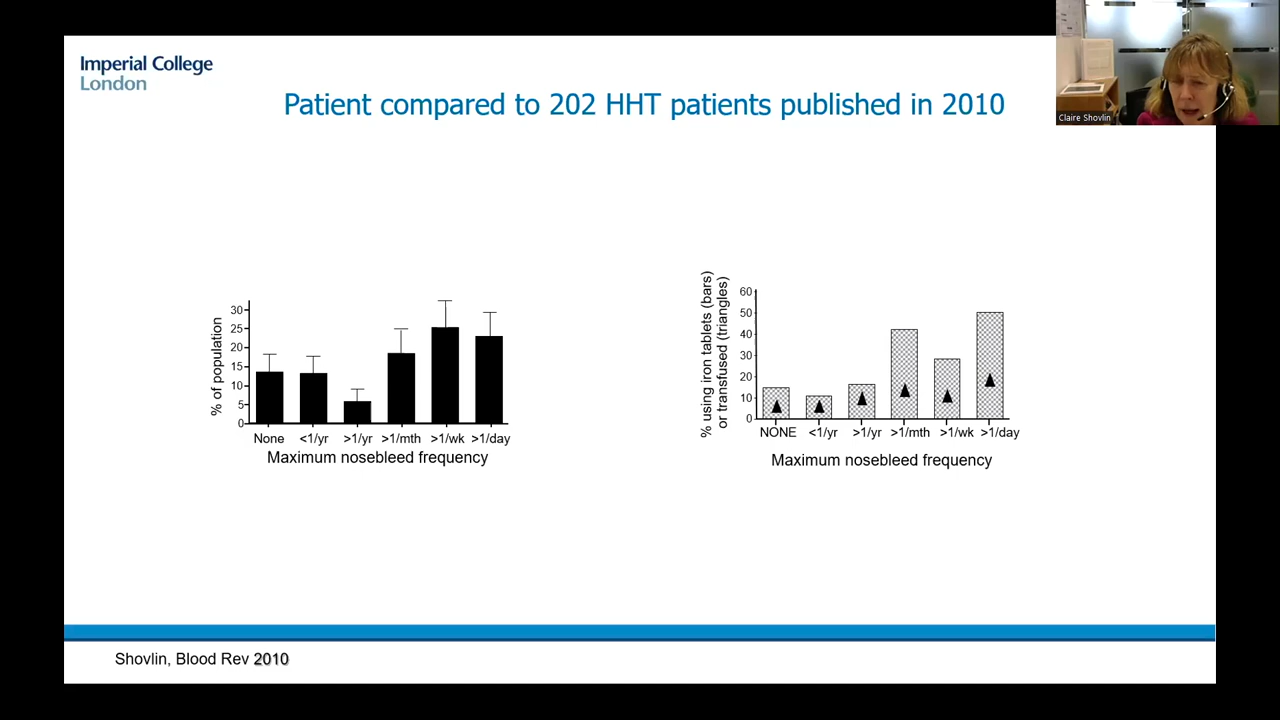 Imperial College
London
Patient compared to 202 HHT patients published in 2010
Claire Shovlin
% of population
30
25
20
15
10
5
0
None <1/yr >1/yr >1/mth >1/wk >1/day
Maximum nosebleed frequency
% using iron tablets (bars)
or transfused (triangles)
60
50
40
30
20
10
0
NONE <1/yr >1/yr >1/mth >1/wk >1/day
Maximum nosebleed frequency
Shovlin, Blood Rev 2010